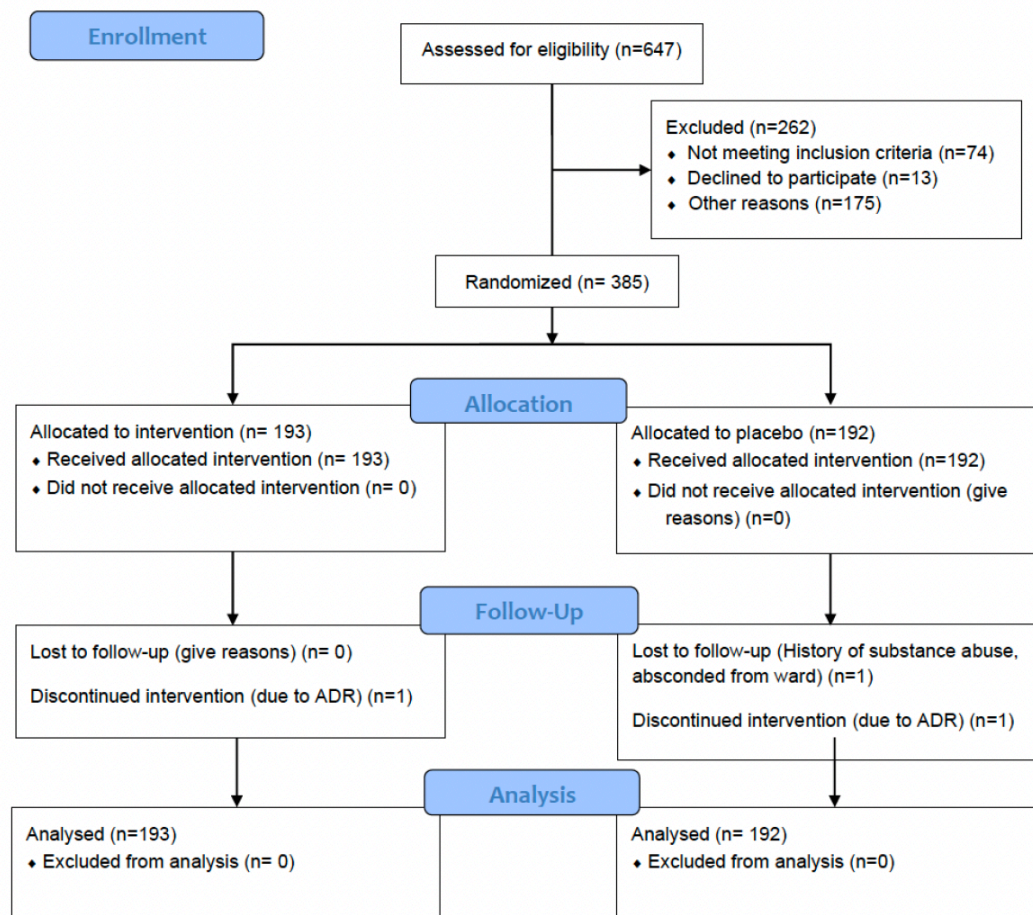 Enrollment
Assessed for eligibility (n=647)
Excluded (n=262)
⬧ Not meeting inclusion criteria (n=74)
⬧ Declined to participate (n=13)
⬧ Other reasons (n=175)
Randomized (n= 385)
Allocation
Allocated to intervention (n= 193)
⬧ Received allocated intervention (n= 193)
⬧ Did not receive allocated intervention (n= 0)
Allocated to placebo (n=192)
⬧ Received allocated intervention (n=192)
⬧ Did not receive allocated intervention (give
reasons) (n=0)
Follow-Up
Lost to follow-up (give reasons) (n= 0)
Discontinued intervention (due to ADR) (n=1)
Lost to follow-up (History of substance abuse,
absconded from ward) (n=1)
Discontinued intervention (due to ADR) (n=1)
Analysis
Analysed (n=193)
⬧ Excluded from analysis (n= 0)
Analysed (n= 192)
⬧ Excluded from analysis (n=0)